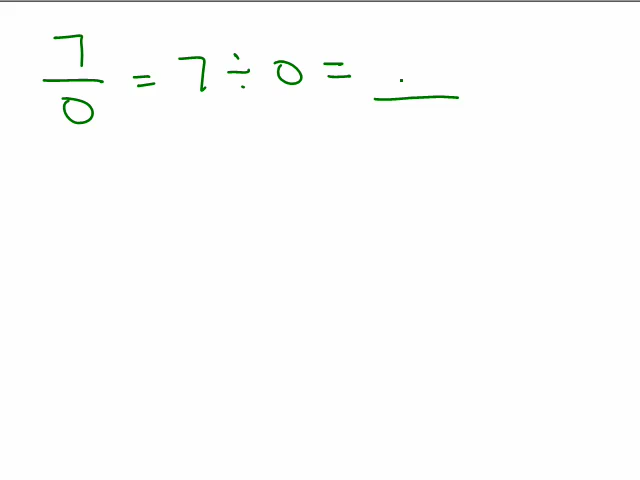 7/0 = 7 ÷ 0 = ___